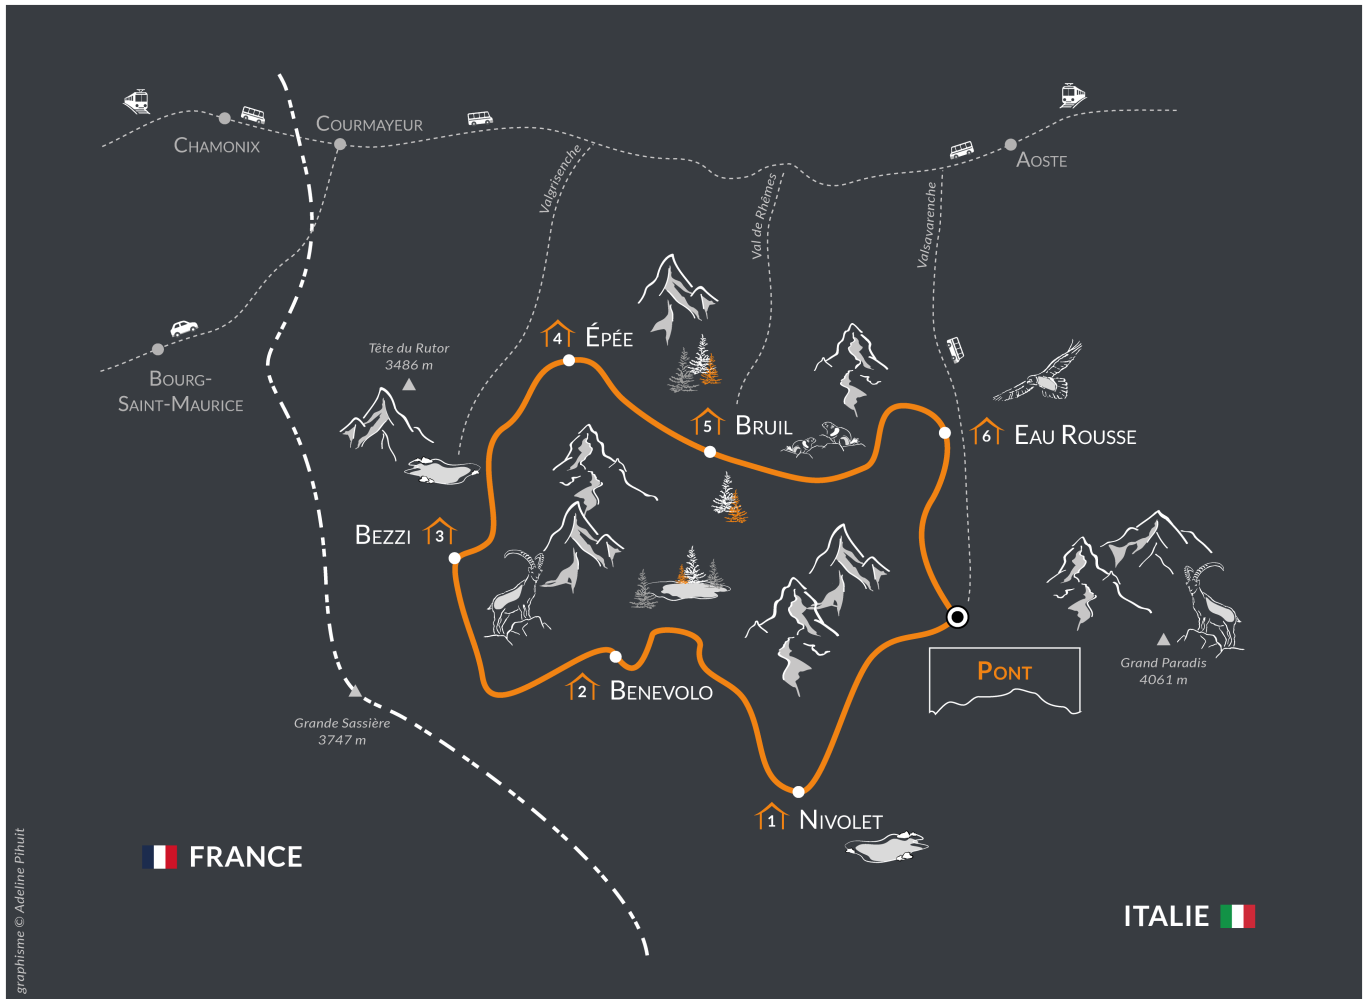 CHAMONIX
COURMAYEUR
AOSTE
Valgrisenche
Val de Rhêmes
Valsavarenche
BOURG-
SAINT-MAURICE
Tête du Rutor
3486 m
4
ÉPÉE
5
BRUIL
6
EAU ROUSSE
BEZZI
3
2
BENEVOLO
PONT
Grand Paradis
4061 m
Grande Sassière
3747 m
1
NIVOLET
FRANCE
ITALIE
graphisme © Adeline Pihuit